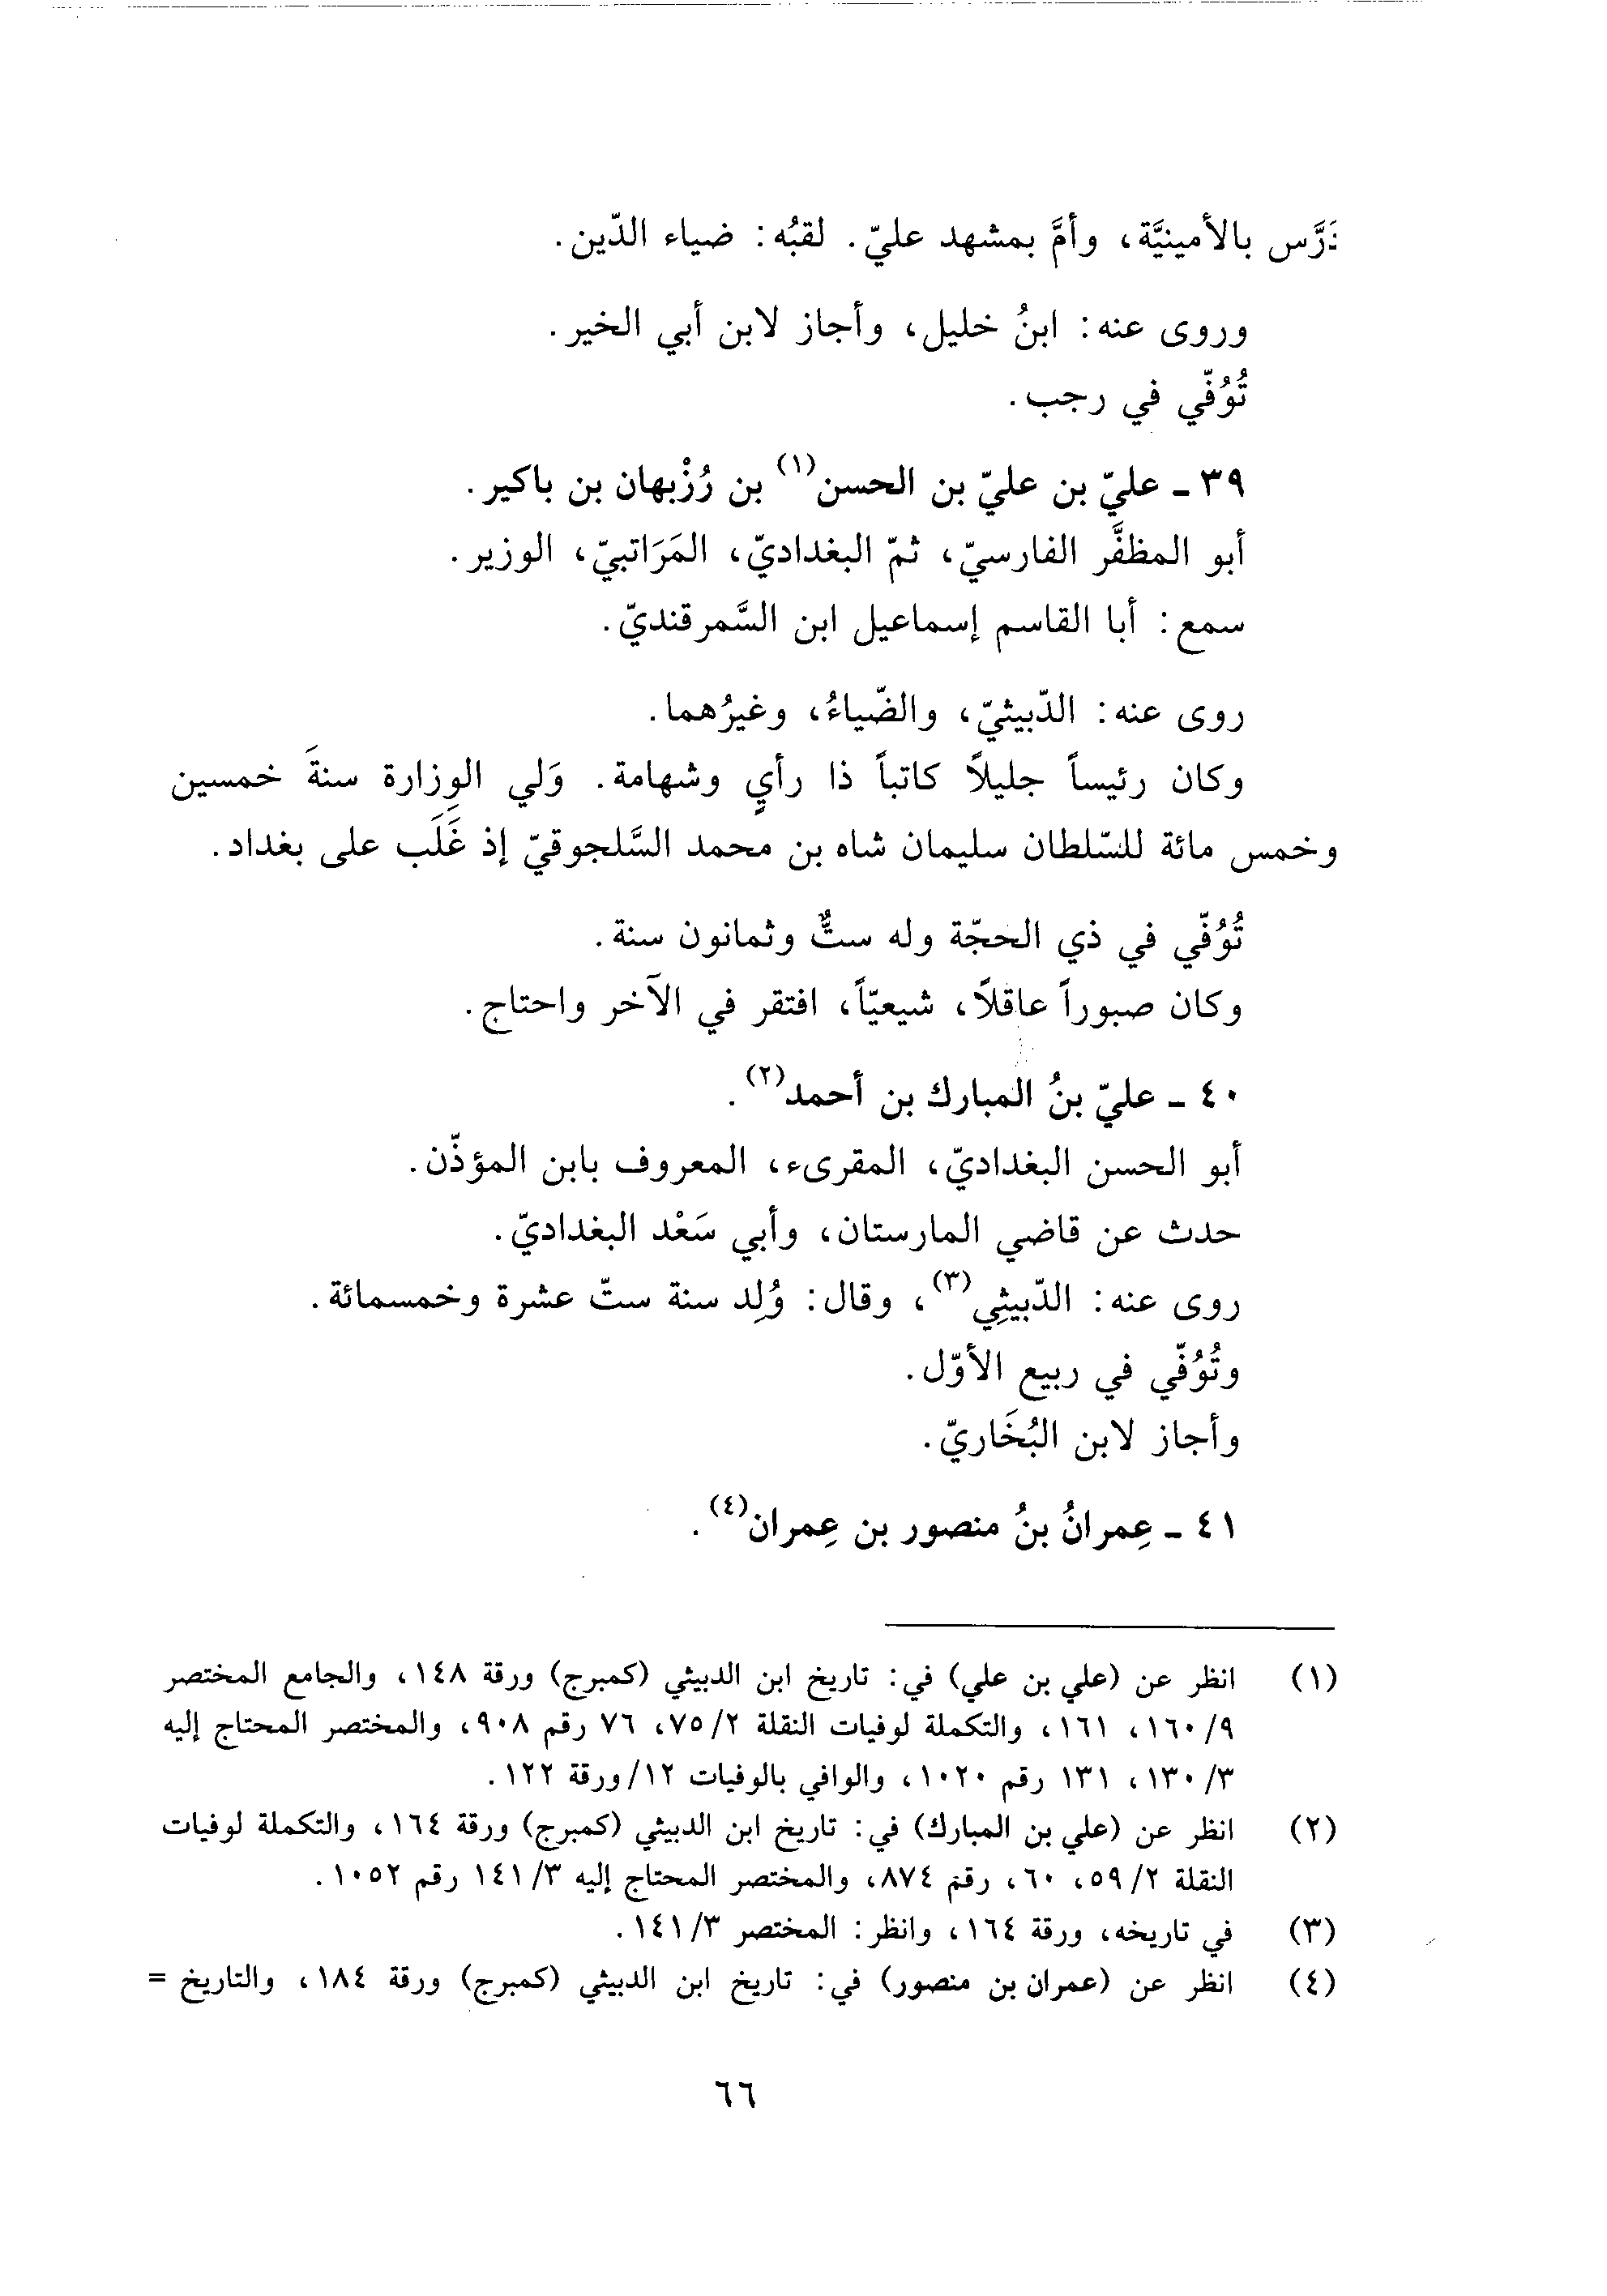 دَرَّس بالأمينيَّة، وأمَّ بمشهد عليّ. لقبُه: ضياء الدّين.
وروى عنه: ابنُ خليل، وأجاز لابن أبي الخير.
تُوُفّي في رجب.
٣٩ ـ عليّ بن عليّ بن الحسن(١) بن رُزْبهان بن باكير.
أبو المظفَّر الفارسيّ، ثمّ البغداديّ، المَرَاتبيّ، الوزير.
سمع: أبا القاسم إسماعيل ابن السَّمرقنديّ.
روى عنه: الدّبيثيّ، والضّياءُ، وغيرُهما.
وكان رئيساً جليلاً كاتباً ذا رأيٍ وشهامة. وَلي الوِزارة سنةَ خمسين
وخمس مائة للسّلطان سليمان شاه بن محمد السَّلجوقيّ إذ غَلَب على بغداد.
تُوُفّي في ذي الحجّة وله ستٌّ وثمانون سنة.
وكان صبوراً عاقلاً، شيعيّاً، افتقر في الآخر واحتاج.
٤٠ ـ عليّ بنُ المبارك بن أحمد(٢).
أبو الحسن البغداديّ، المقرىء، المعروف بابن المؤذّن.
حدث عن قاضي المارستان، وأبي سَعْد البغداديّ.
روى عنه: الدّبيثِي(٣)، وقال: وُلِد سنة ستّ عشرة وخمسمائة.
وتُوُفّي في ربيع الأوّل.
وأجاز لابن البُخَاريّ.
٤١ ـ عِمرانُ بنُ منصور بن عِمران(٤).
(١) انظر عن (علي بن علي) في: تاريخ ابن الدبيثي (كمبرج) ورقة ١٤٨، والجامع المختصر
٩/ ١٦٠، ١٦١، والتكملة لوفيات النقلة ٢/ ٧٥، ٧٦ رقم ٩٠٨، والمختصر المحتاج إليه
٣/ ١٣٠، ١٣١ رقم ١٠٢٠، والوافي بالوفيات ١٢/ ورقة ١٢٢.
(٢) انظر عن (علي بن المبارك) في: تاريخ ابن الدبيثي (كمبرج) ورقة ١٦٤، والتكملة لوفيات
النقلة ٢/ ٥٩، ٦٠، رقم ٨٧٤، والمختصر المحتاج إليه ٣/ ١٤١ رقم ١٠٥٢.
(٣) في تاريخه، ورقة ١٦٤، وانظر: المختصر ٣/ ١٤١.
(٤) انظر عن (عمران بن منصور) في: تاريخ ابن الدبيثي (كمبرج) ورقة ١٨٤، والتاريخ =
٦٦